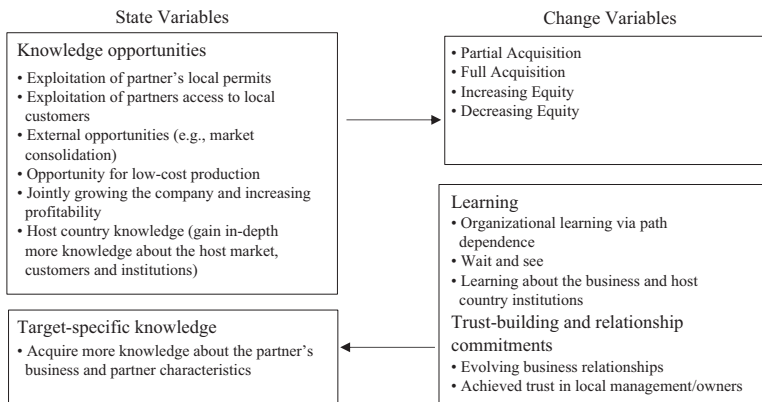 State Variables
Knowledge opportunities
• Exploitation of partner's local permits
• Exploitation of partners access to local
customers
• External opportunities (e.g., market
consolidation)
• Opportunity for low-cost production
• Jointly growing the company and increasing
profitability
• Host country knowledge (gain in-depth
more knowledge about the host market,
customers and institutions)
Target-specific knowledge
• Acquire more knowledge about the partner's
business and partner characteristics
Change Variables
• Partial Acquisition
• Full Acquisition
• Increasing Equity
• Decreasing Equity
Learning
• Organizational learning via path
dependence
• Wait and see
• Learning about the business and host
country institutions
Trust-building and relationship
commitments
• Evolving business relationships
• Achieved trust in local management/owners